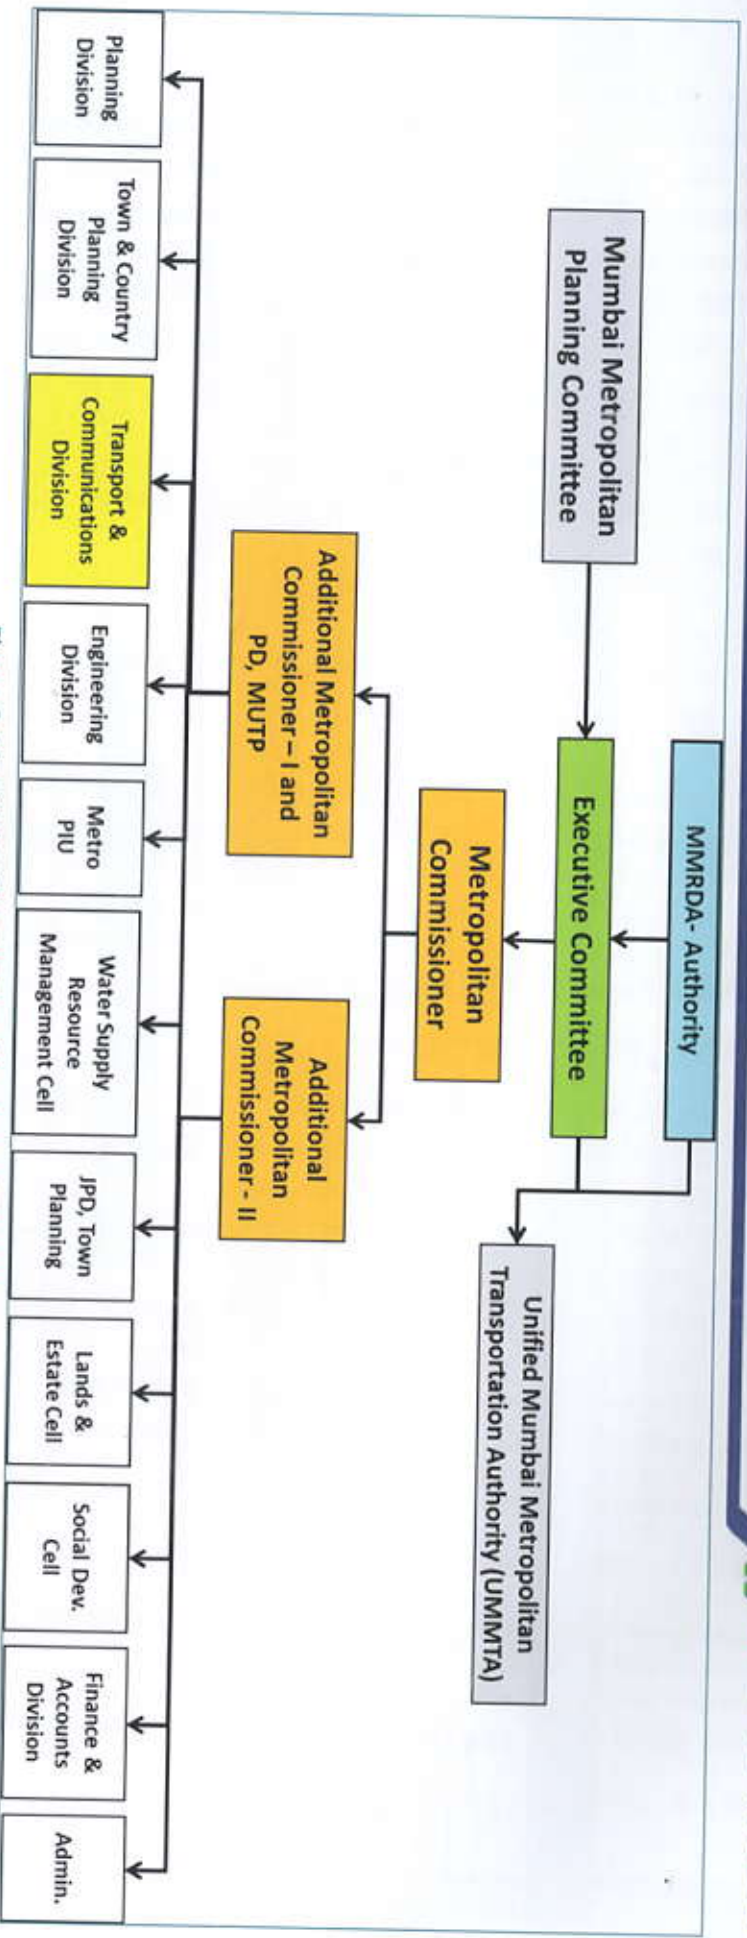 MMRDA- Authority
Mumbai Metropolitan
Planning Committee
Executive Committee
Unified Mumbai Metropolitan
Transportation Authority (UMMTA)
Metropolitan
Commissioner
Additional Metropolitan
Commissioner – I and
PD, MUTP
Additional
Metropolitan
Commissioner - II
Planning
Division
Town & Country
Planning
Division
Transport &
Communications
Division
Engineering
Division
Metro
PIU
Water Supply
Resource
Management Cell
JPD, Town
Planning
Lands &
Estate Cell
Social Dev.
Cell
Finance &
Accounts
Division
Admin.